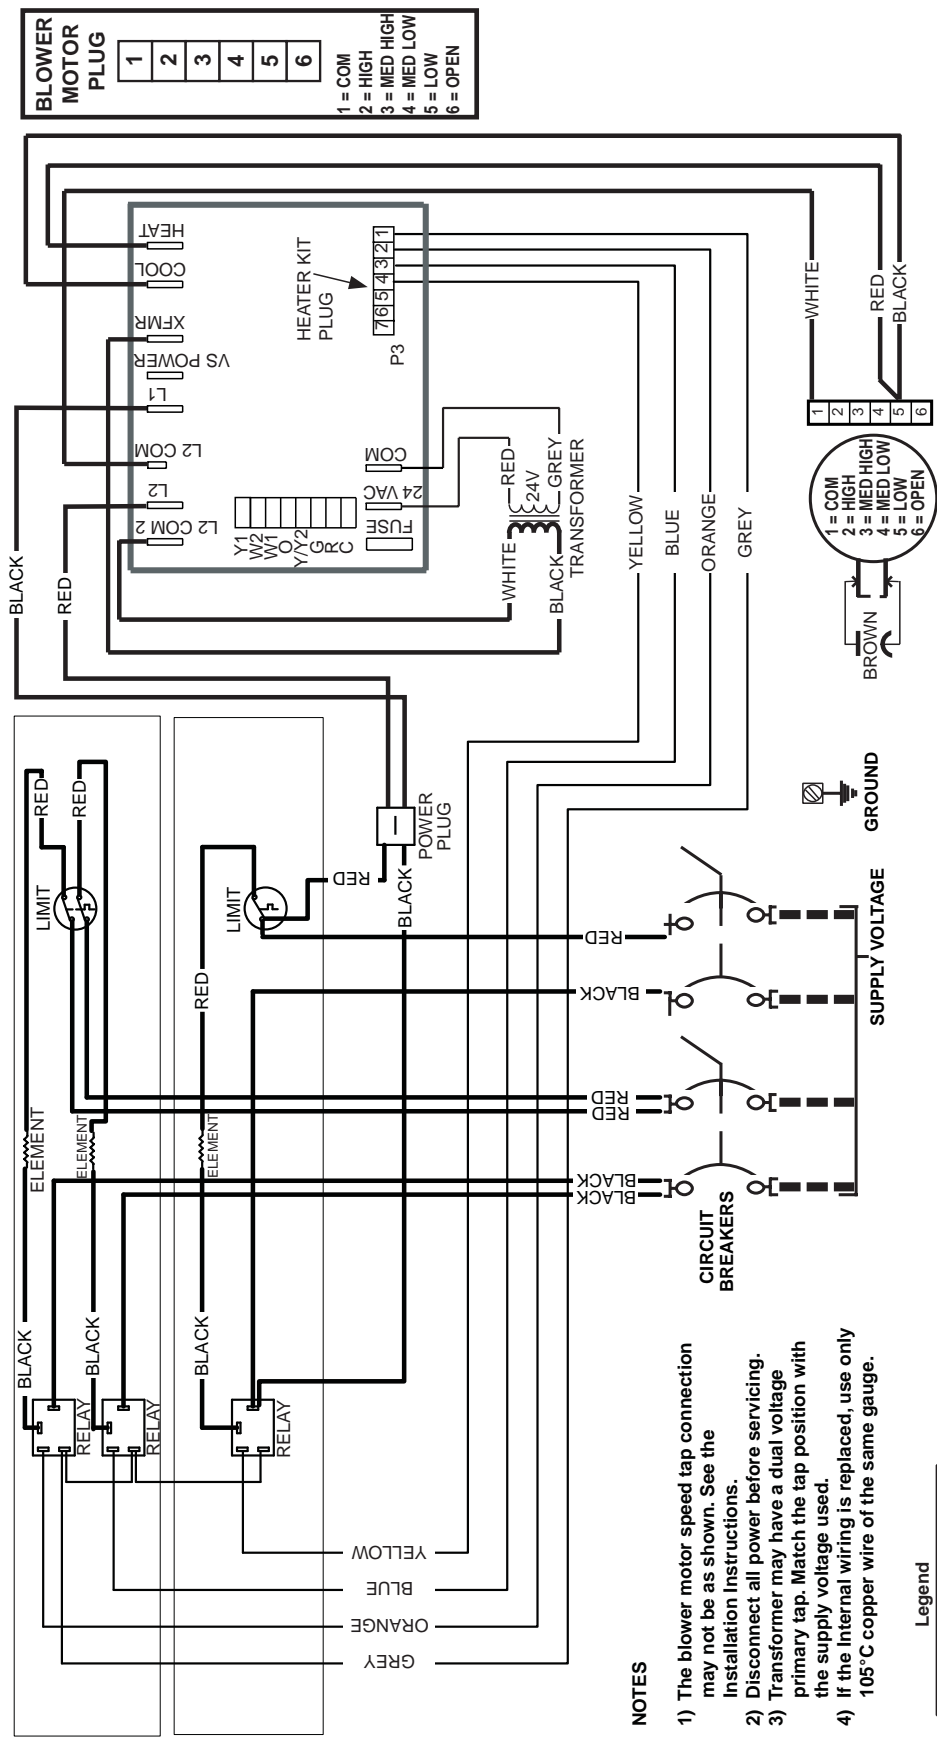 BLOWER
MOTOR
PLUG
1
2
3
4
5
6
1 = COM
2 = HIGH
3 = MED HIGH
4 = MED LOW
5 = LOW
6 = OPEN
HEAT
COOL
XFMR
VS POWER
L1
L2 COM
L2
L2 COM 2
HEATER KIT
PLUG
7 6 5 4 3 2 1
P3
Y1
W2
W1
O
Y/Y2
G
R
C
COM
24 VAC
FUSE
BLACK
RED
WHITE
BLACK
RED
24V
GREY
TRANSFORMER
YELLOW
BLUE
ORANGE
GREY
WHITE
RED
BLACK
1
2
3
4
5
6
1 = COM
2 = HIGH
3 = MED HIGH
4 = MED LOW
5 = LOW
6 = OPEN
BROWN
RED
RED
LIMIT
ELEMENT
ELEMENT
BLACK
BLACK
RELAY
RELAY
LIMIT
RED
ELEMENT
BLACK
RELAY
RED
BLACK
POWER
PLUG
YELLOW
BLUE
ORANGE
GREY
RED
BLACK
RED
RED
BLACK
BLACK
CIRCUIT
BREAKERS
GROUND
SUPPLY VOLTAGE
NOTES
1) The blower motor speed tap connection
may not be as shown. See the
Installation Instructions.
2) Disconnect all power before servicing.
3) Transformer may have a dual voltage
primary tap. Match the tap position with
the supply voltage used.
4) If the Internal wiring is replaced, use only
105°C copper wire of the same gauge.
Legend